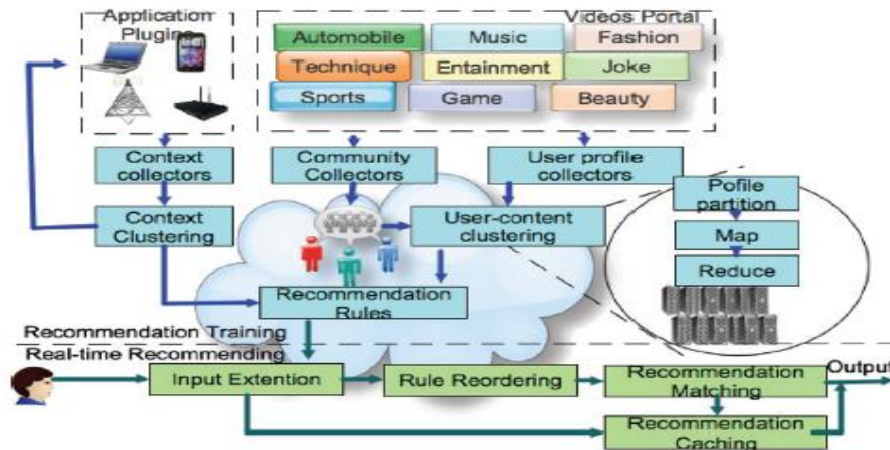 Application
Plugins
Videos Portal
Automobile
Music
Fashion
Technique
Entainment
Joke
Sports
Game
Beauty
Context
collectors
Community
Collectors
User profile
collectors
Context
Clustering
User-content
clustering
Pofile
partition
Map
Reduce
Recommendation
Rules
Recommendation Training
Real-time Recommending
Input Extention
Rule Reordering
Recommendation
Matching
Output
Recommendation
Caching